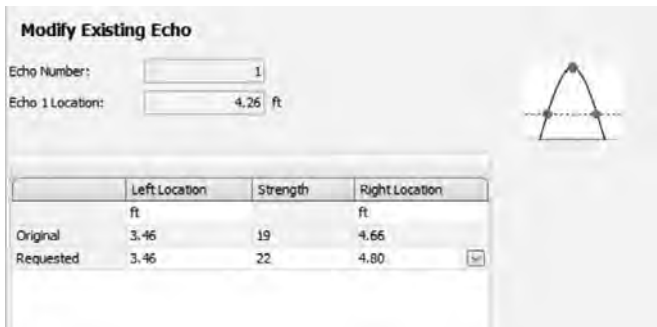 Modify Existing Echo
Echo Number: 1
Echo 1 Location: 4.26 ft
Left Location Strength Right Location
ft ft
Original 3.46 19 4.66
Requested 3.46 22 4.80